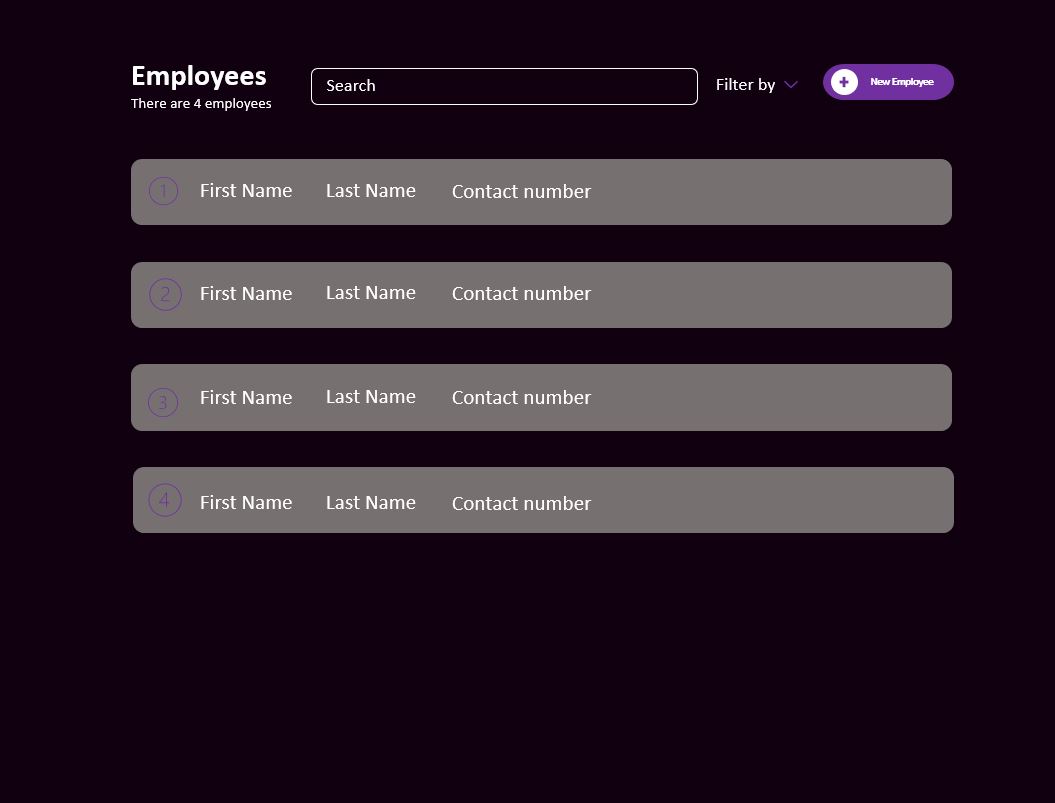 Employees
There are 4 employees
Search
Filter by
New Employee
1 First Name Last Name Contact number
2 First Name Last Name Contact number
3 First Name Last Name Contact number
4 First Name Last Name Contact number